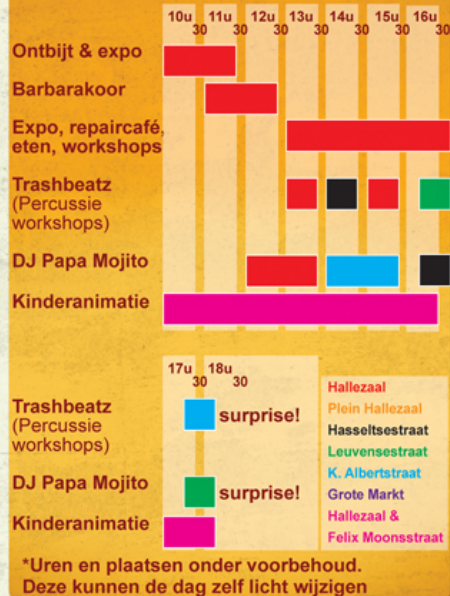 10u 11u 12u 13u 14u 15u 16u
30 30 30 30 30 30 30
Ontbijt & expo
Barbarakoor
Expo, repaircafé,
eten, workshops
Trashbeatz
(Percussie
workshops)
DJ Papa Mojito
Kinderanimatie
17u 18u
30 30
Trashbeatz
(Percussie
workshops)
surprise!
DJ Papa Mojito
surprise!
Kinderanimatie
Hallezaal
Plein Hallezaal
Hasseltsestraat
Leuvensestraat
K. Albertstraat
Grote Markt
Hallezaal &
Felix Moonsstraat
*Uren en plaatsen onder voorbehoud.
Deze kunnen de dag zelf licht wijzigen